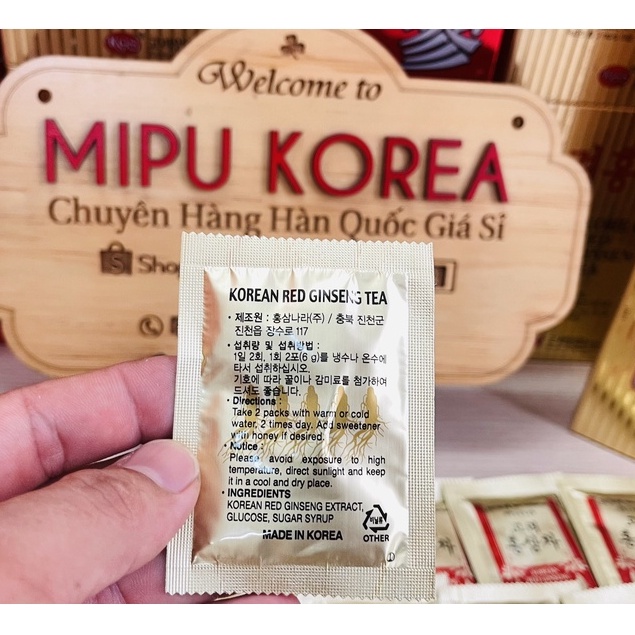 Welcome to
MIPU KOREA
Chuyên Hàng Hàn Quốc Giá Sỉ
Shop
KOREAN RED GINSENG TEA
• 제조원 : 홍삼나라(주) / 충북 진천군
진천읍 장수로 117
• 섭취량 및 섭취방법 :
1일 2회, 1회 2포(6 g)를 냉수나 온수에
타서 섭취하십시오.
기호에 따라 꿀이나 감미료를 첨가하여
드셔도 좋습니다.
• Directions :
Take 2 packs with warm or cold
water, 2 times day. Add sweetener
with honey if desired.
• Notice :
Please avoid exposure to high
temperature, direct sunlight and keep
it in a cool and dry place.
• INGREDIENTS
KOREAN RED GINSENG EXTRACT,
GLUCOSE, SUGAR SYRUP
OTHER
MADE IN KOREA